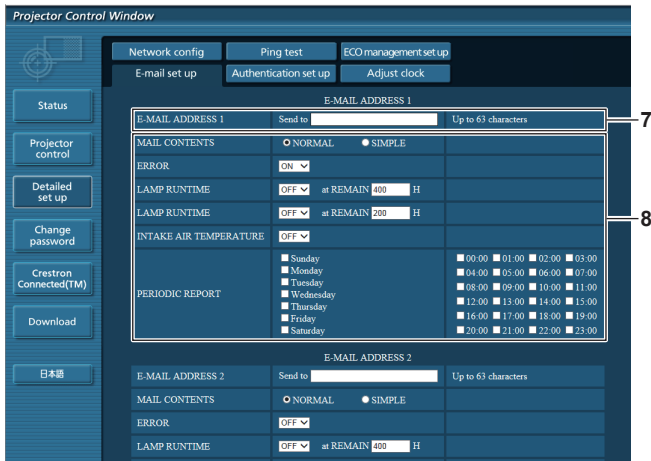 Projector Control Window
Network config Ping test ECO management set up
E-mail set up Authentication set up Adjust clock
Status
Projector
control
Detailed
set up
Change
password
Crestron
Connected(TM)
Download
日本語
E-MAIL ADDRESS 1
E-MAIL ADDRESS 1 Send to Up to 63 characters
7
MAIL CONTENTS NORMAL SIMPLE
ERROR ON
LAMP RUNTIME OFF at REMAIN 400 H
LAMP RUNTIME OFF at REMAIN 200 H
8
INTAKE AIR TEMPERATURE OFF
PERIODIC REPORT
Sunday
Monday
Tuesday
Wednesday
Thursday
Friday
Saturday
00:00 01:00 02:00 03:00
04:00 05:00 06:00 07:00
08:00 09:00 10:00 11:00
12:00 13:00 14:00 15:00
16:00 17:00 18:00 19:00
20:00 21:00 22:00 23:00
E-MAIL ADDRESS 2
E-MAIL ADDRESS 2 Send to Up to 63 characters
MAIL CONTENTS NORMAL SIMPLE
ERROR OFF
LAMP RUNTIME OFF at REMAIN 400 H